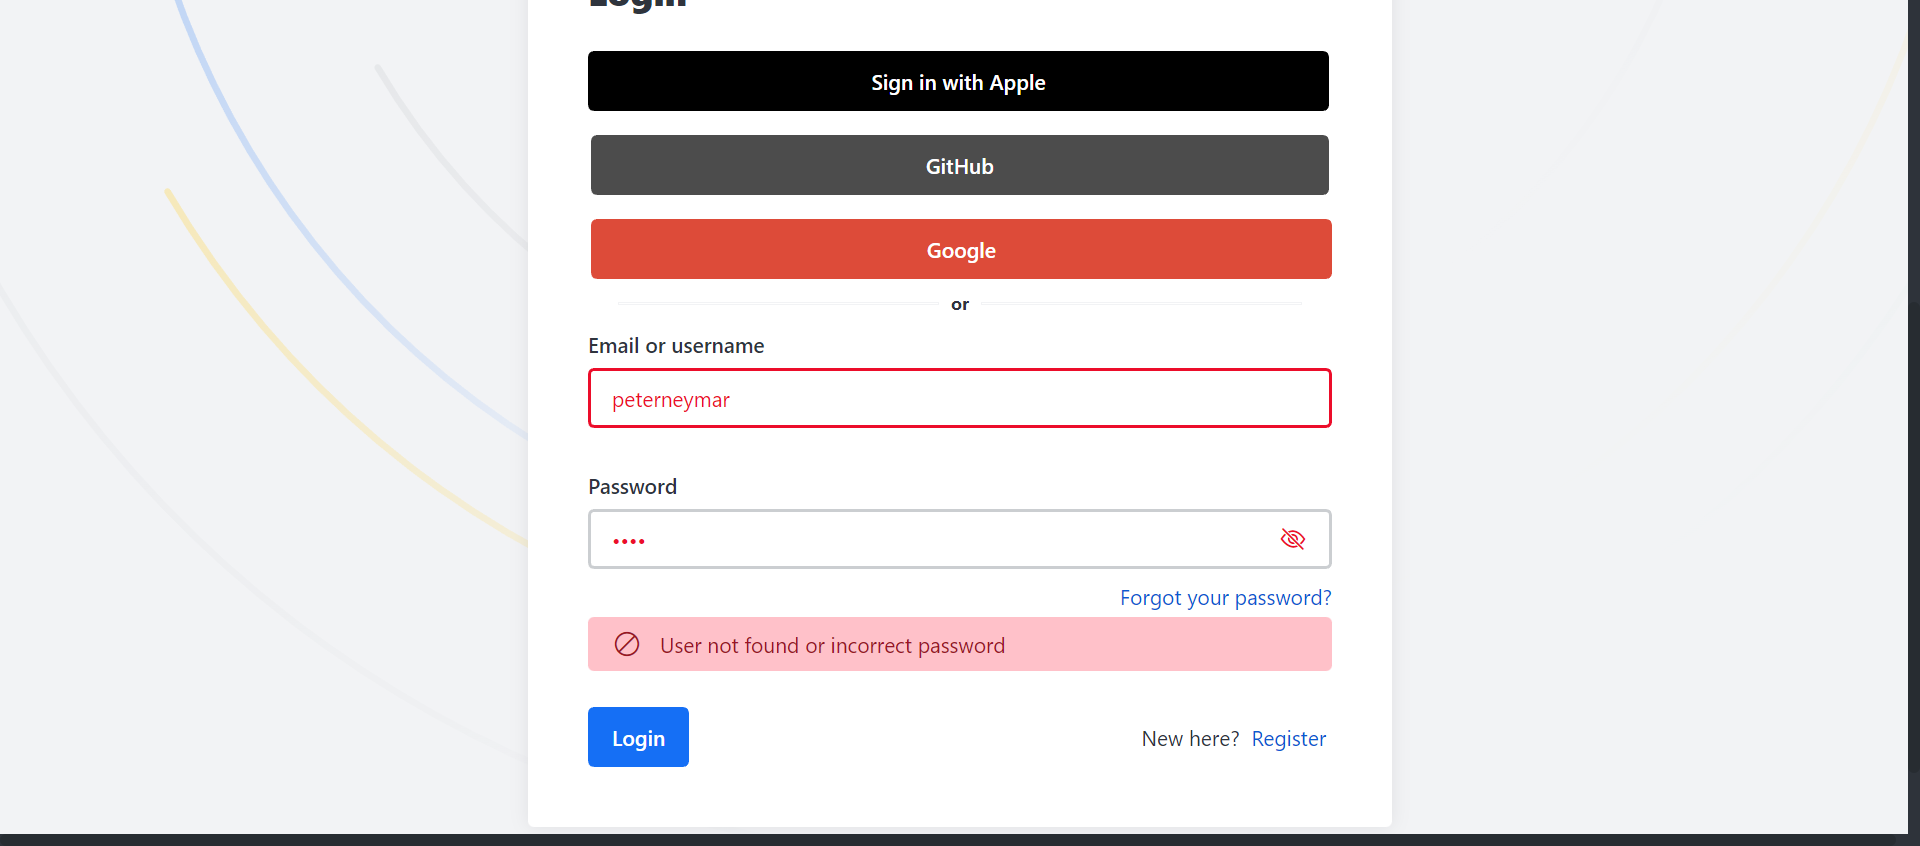 Login
Sign in with Apple
GitHub
Google
or
Email or username
peterneymar
Password
••••
Forgot your password?
User not found or incorrect password
Login
New here? Register